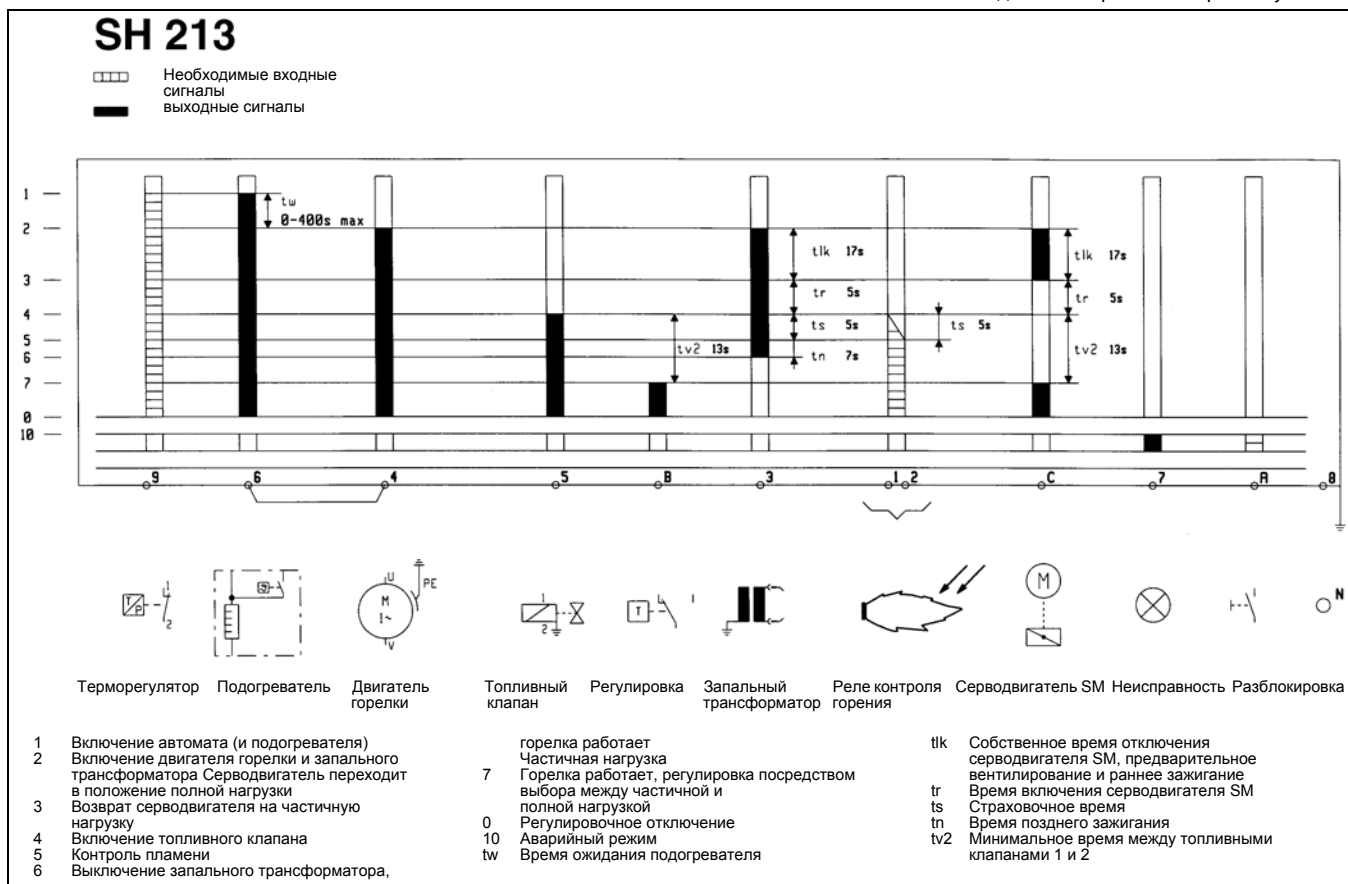 SH 213
Необходимые входные
сигналы
выходные сигналы
1
tw
0-400s max
2
tlk 17s
tlk 17s
3
tr 5s
tr 5s
4
ts 5s
ts 5s
5
tv2 13s
tv2 13s
6
tn 7s
7
0
10
9 6 4 5 B 3 1 2 C 7 A 8
T P 1 2
U M 1~ V PE
1 2
T
M
N
Терморегулятор Подогреватель Двигатель горелки
Топливный клапан Регулировка Запальный трансформатор
Реле контроля горения Серводвигатель SM Неисправность Разблокировка
1 Включение автомата (и подогревателя)
2 Включение двигателя горелки и запального
трансформатора Серводвигатель переходит
в положение полной нагрузки
3 Возврат серводвигателя на частичную
нагрузку
4 Включение топливного клапана
5 Контроль пламени
6 Выключение запального трансформатора,
горелка работает
Частичная нагрузка
7 Горелка работает, регулировка посредством
выбора между частичной и
полной нагрузкой
0 Регулировочное отключение
10 Аварийный режим
tw Время ожидания подогревателя
tlk Собственное время отключения
серводвигателя SM, предварительное
вентилирование и раннее зажигание
tr Время включения серводвигателя SM
ts Страховочное время
tn Время позднего зажигания
tv2 Минимальное время между топливными
клапанами 1 и 2